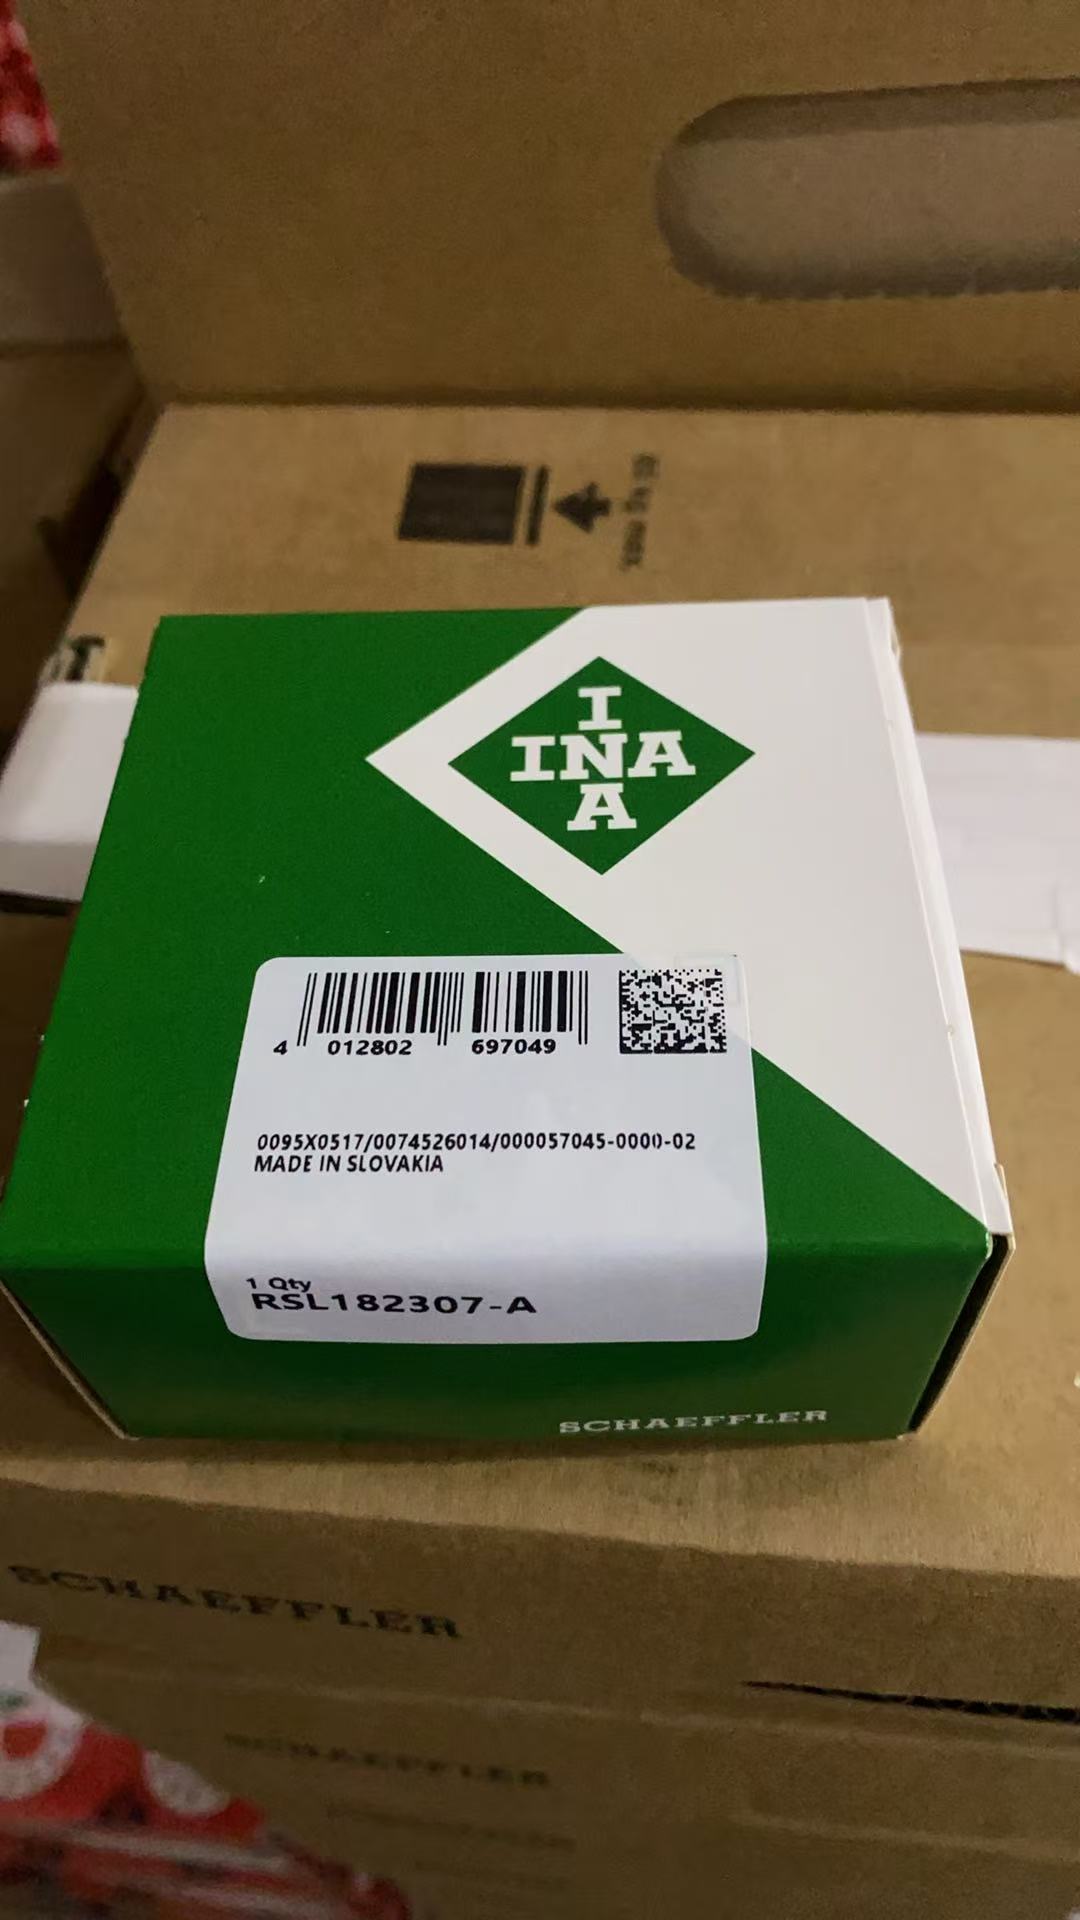 I
INA
A
4 012802 697049
0095X0517/0074526014/000057045-0000-02
MADE IN SLOVAKIA
1 Qty
RSL182307-A
SCHAEFFLER
SCHAEFFLER
SCHAEFFLER